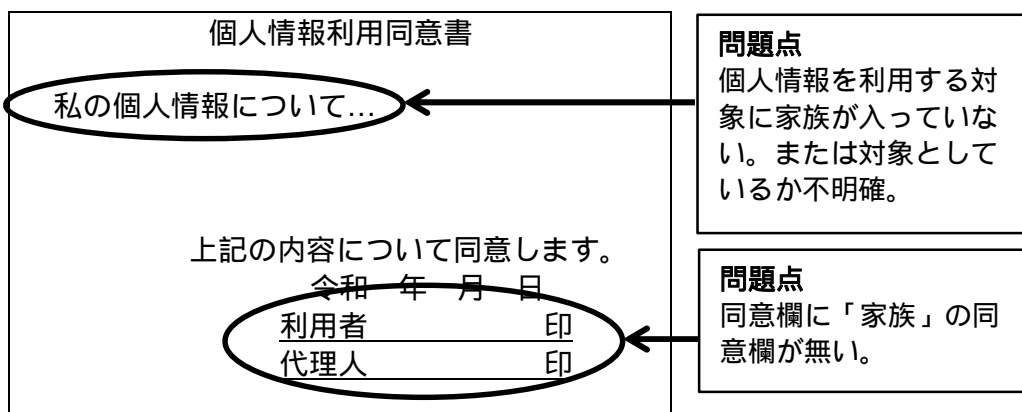 個人情報利用同意書
私の個人情報について…
問題点
個人情報を利用する対
象に家族が入っていな
い。または対象として
いるか不明確。
上記の内容について同意します。
令和　年　月　日
利用者　　　　　　印
代理人　　　　　　印
問題点
同意欄に「家族」の同
意欄が無い。